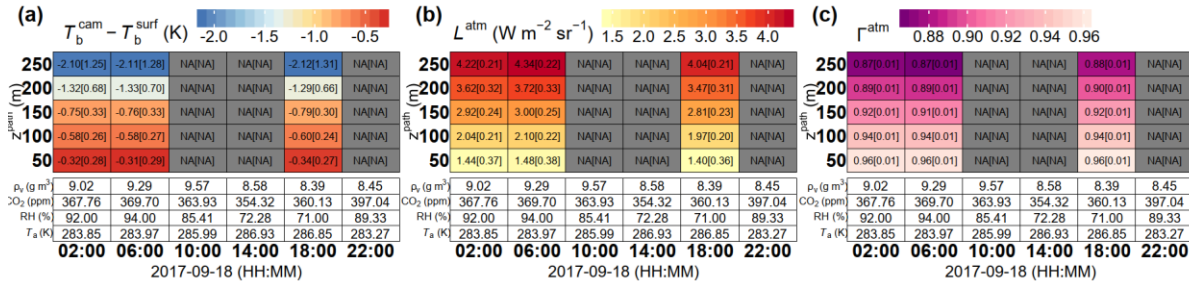 (a) T_b^cam − T_b^surf (K) -2.0 -1.5 -1.0 -0.5
250 -2.10[1.25] -2.11[1.28] NA[NA] NA[NA] -2.12[1.31] NA[NA]
200 -1.32[0.68] -1.33[0.70] NA[NA] NA[NA] -1.29[0.66] NA[NA]
150 -0.75[0.33] -0.76[0.33] NA[NA] NA[NA] -0.79[0.30] NA[NA]
100 -0.58[0.26] -0.58[0.27] NA[NA] NA[NA] -0.60[0.24] NA[NA]
50 -0.32[0.28] -0.31[0.29] NA[NA] NA[NA] -0.34[0.27] NA[NA]
z^path (m)
ρ_v (g m³) 9.02 9.29 9.57 8.58 8.39 8.45
CO₂ (ppm) 367.76 369.70 363.93 354.32 360.13 397.04
RH (%) 92.00 94.00 85.41 72.28 71.00 89.33
T_a (K) 283.85 283.97 285.99 286.93 286.85 283.27
02:00 06:00 10:00 14:00 18:00 22:00
2017-09-18 (HH:MM)
(b) L^atm (W m⁻² sr⁻¹) 1.5 2.0 2.5 3.0 3.5 4.0
250 4.22[0.21] 4.34[0.22] NA[NA] NA[NA] 4.04[0.21] NA[NA]
200 3.62[0.32] 3.72[0.33] NA[NA] NA[NA] 3.47[0.31] NA[NA]
150 2.92[0.24] 3.00[0.25] NA[NA] NA[NA] 2.81[0.23] NA[NA]
100 2.04[0.21] 2.10[0.22] NA[NA] NA[NA] 1.97[0.20] NA[NA]
50 1.44[0.37] 1.48[0.38] NA[NA] NA[NA] 1.40[0.36] NA[NA]
z^path (m)
ρ_v (g m³) 9.02 9.29 9.57 8.58 8.39 8.45
CO₂ (ppm) 367.76 369.70 363.93 354.32 360.13 397.04
RH (%) 92.00 94.00 85.41 72.28 71.00 89.33
T_a (K) 283.85 283.97 285.99 286.93 286.85 283.27
02:00 06:00 10:00 14:00 18:00 22:00
2017-09-18 (HH:MM)
(c) Γ^atm 0.88 0.90 0.92 0.94 0.96
250 0.87[0.01] 0.87[0.01] NA[NA] NA[NA] 0.88[0.01] NA[NA]
200 0.89[0.01] 0.89[0.01] NA[NA] NA[NA] 0.90[0.01] NA[NA]
150 0.92[0.01] 0.91[0.01] NA[NA] NA[NA] 0.92[0.01] NA[NA]
100 0.94[0.01] 0.94[0.01] NA[NA] NA[NA] 0.94[0.01] NA[NA]
50 0.96[0.01] 0.96[0.01] NA[NA] NA[NA] 0.96[0.01] NA[NA]
z^path (m)
ρ_v (g m³) 9.02 9.29 9.57 8.58 8.39 8.45
CO₂ (ppm) 367.76 369.70 363.93 354.32 360.13 397.04
RH (%) 92.00 94.00 85.41 72.28 71.00 89.33
T_a (K) 283.85 283.97 285.99 286.93 286.85 283.27
02:00 06:00 10:00 14:00 18:00 22:00
2017-09-18 (HH:MM)